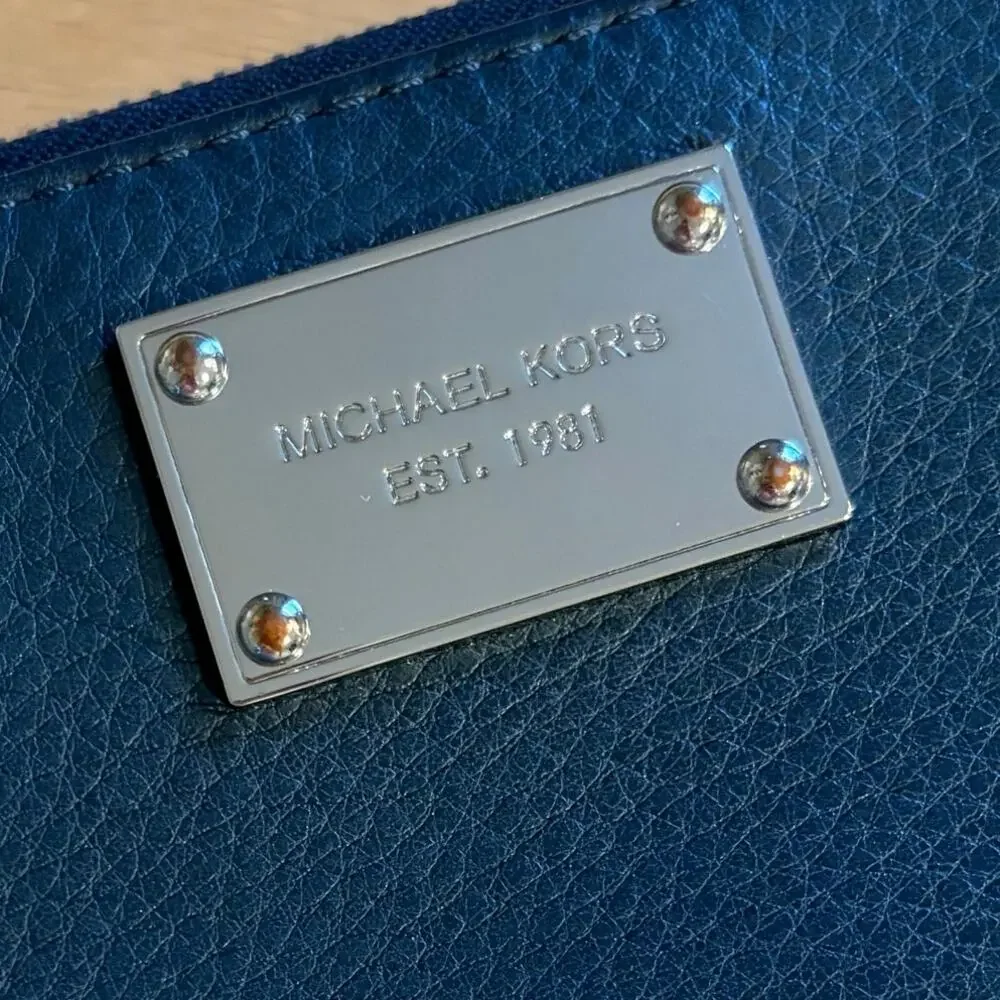 MICHAEL KORS
EST. 1981